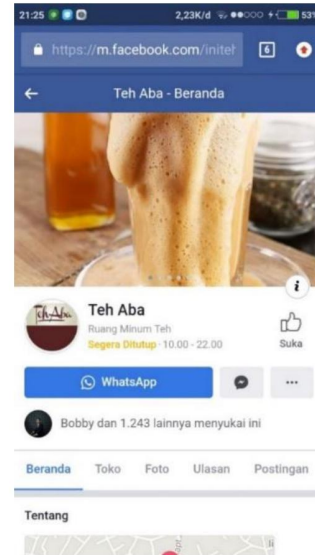 21:25 2,23K/d 53%
https://m.facebook.com/initeh 6
Teh Aba - Beranda
Teh Aba
Teh Aba
Ruang Minum Teh
Segera Ditutup · 10.00 - 22.00
Suka
WhatsApp
Bobby dan 1.243 lainnya menyukai ini
Beranda Toko Foto Ulasan Postingan
Tentang